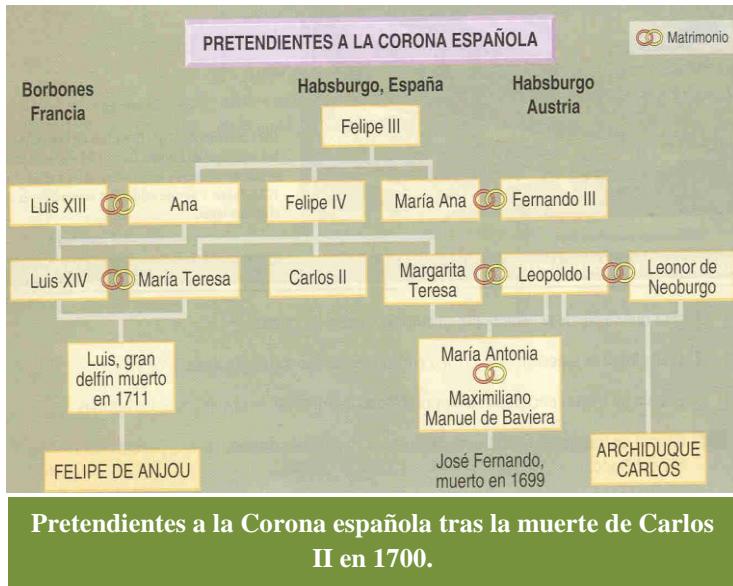 PRETENDIENTES A LA CORONA ESPAÑOLA
Matrimonio
Borbones
Francia
Habsburgo, España
Habsburgo
Austria
Felipe III
Luis XIII
Ana
Felipe IV
María Ana
Fernando III
Luis XIV
María Teresa
Carlos II
Margarita
Teresa
Leopoldo I
Leonor de
Neoburgo
Luis, gran
delfín muerto
en 1711
María Antonia
Maximiliano
Manuel de Baviera
FELIPE DE ANJOU
José Fernando,
muerto en 1699
ARCHIDUQUE
CARLOS
Pretendientes a la Corona española tras la muerte de Carlos
II en 1700.